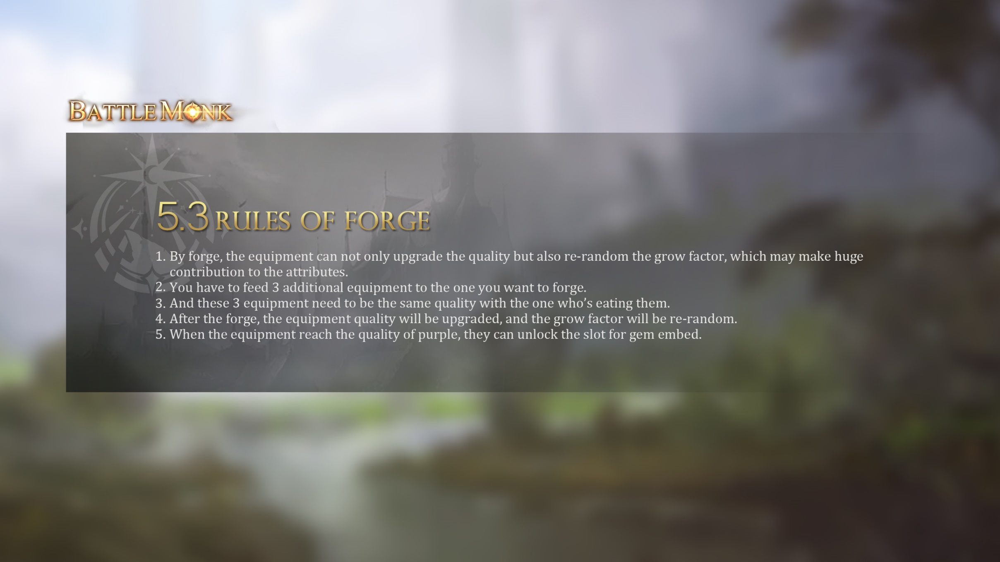 BATTLE MONK
5.3 RULES OF FORGE
1. By forge, the equipment can not only upgrade the quality but also re-random the grow factor, which may make huge
contribution to the attributes.
2. You have to feed 3 additional equipment to the one you want to forge.
3. And these 3 equipment need to be the same quality with the one who’s eating them.
4. After the forge, the equipment quality will be upgraded, and the grow factor will be re-random.
5. When the equipment reach the quality of purple, they can unlock the slot for gem embed.